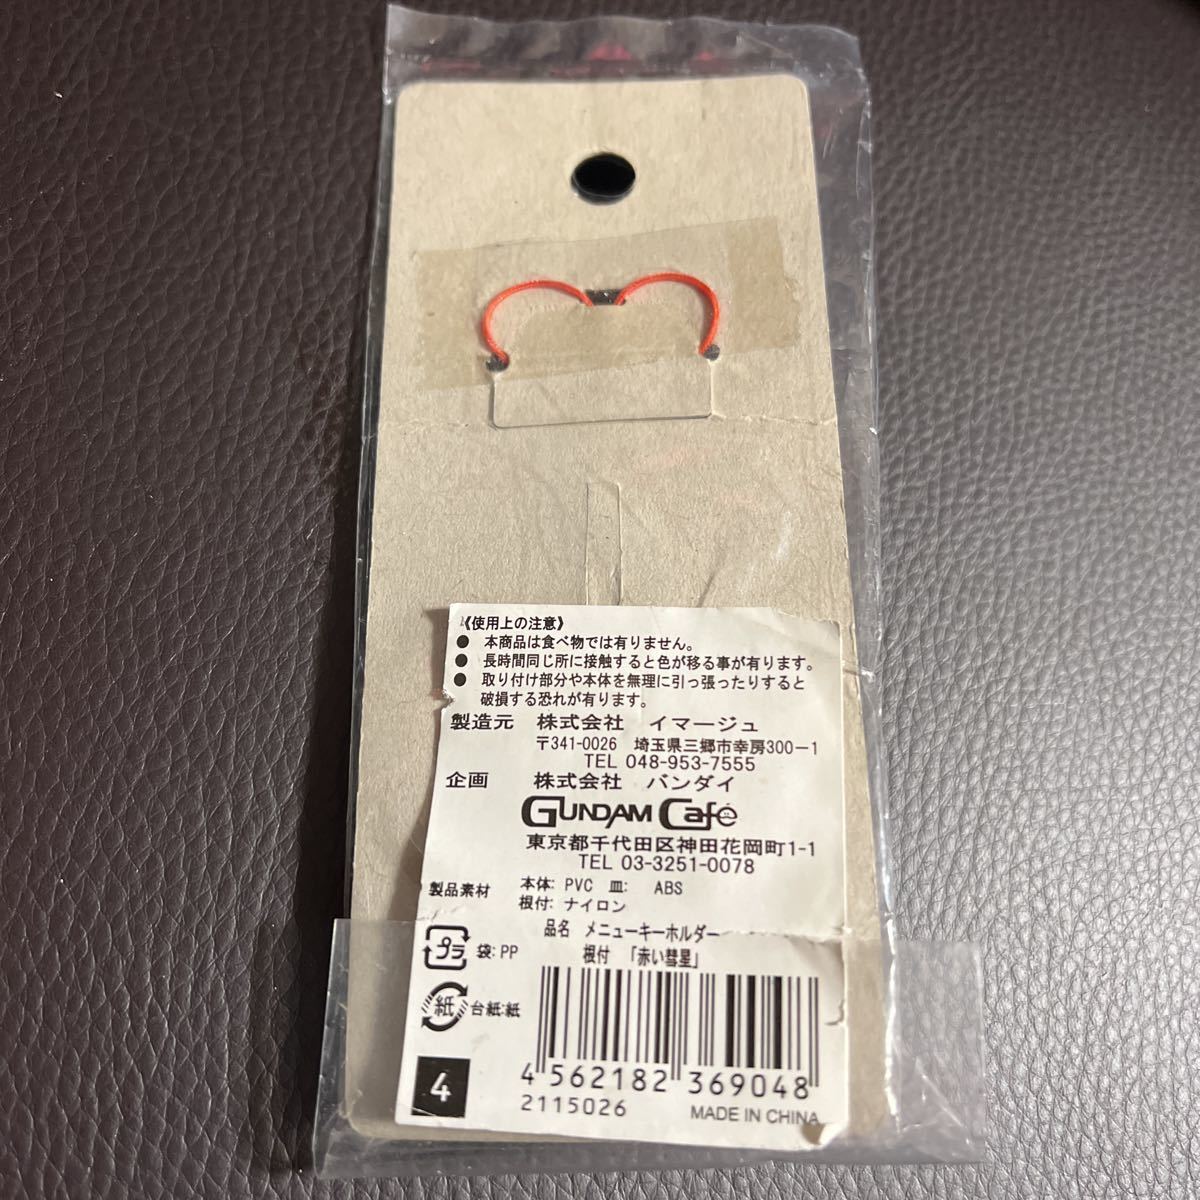 《使用上の注意》
● 本商品は食べ物では有りません。
● 長時間同じ所に接触すると色が移る事が有ります。
● 取り付け部分や本体を無理に引っ張ったりすると
破損する恐れが有ります。
製造元 株式会社 イマージュ
〒341-0026 埼玉県三郷市幸房300-1
TEL 048-953-7555
企画 株式会社 バンダイ
GUNDAM Café
東京都千代田区神田花岡町1-1
TEL 03-3251-0078
製品素材 本体: PVC 皿: ABS
根付: ナイロン
品名 メニューキーホルダー
根付 「赤い彗星」
プラ 袋:PP
紙 台紙:紙
4
4 562182 369048
2115026 MADE IN CHINA